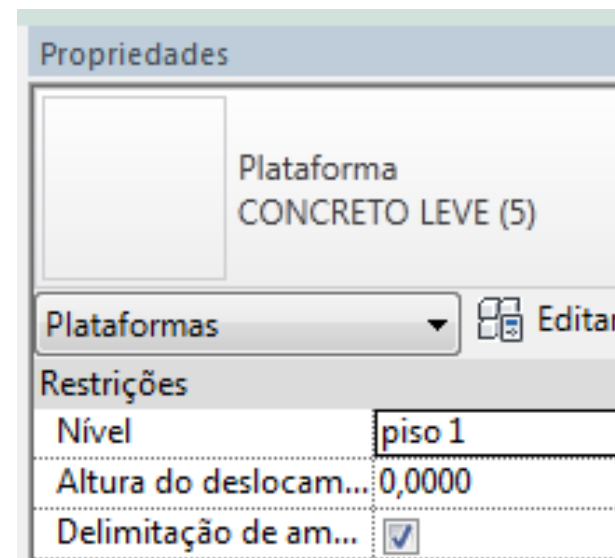 Propriedades
Plataforma
CONCRETO LEVE (5)
Plataformas
Editar
Restrições
Nível piso 1
Altura do deslocam... 0,0000
Delimitação de am...